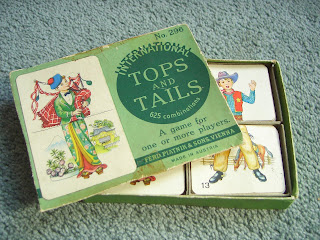 No. 296
INTERNATIONAL
TOPS
AND
TAILS
625 combinations
A game for
one or more players.
FERD. PIATNIK & SONS, VIENNA
MADE IN AUSTRIA
13